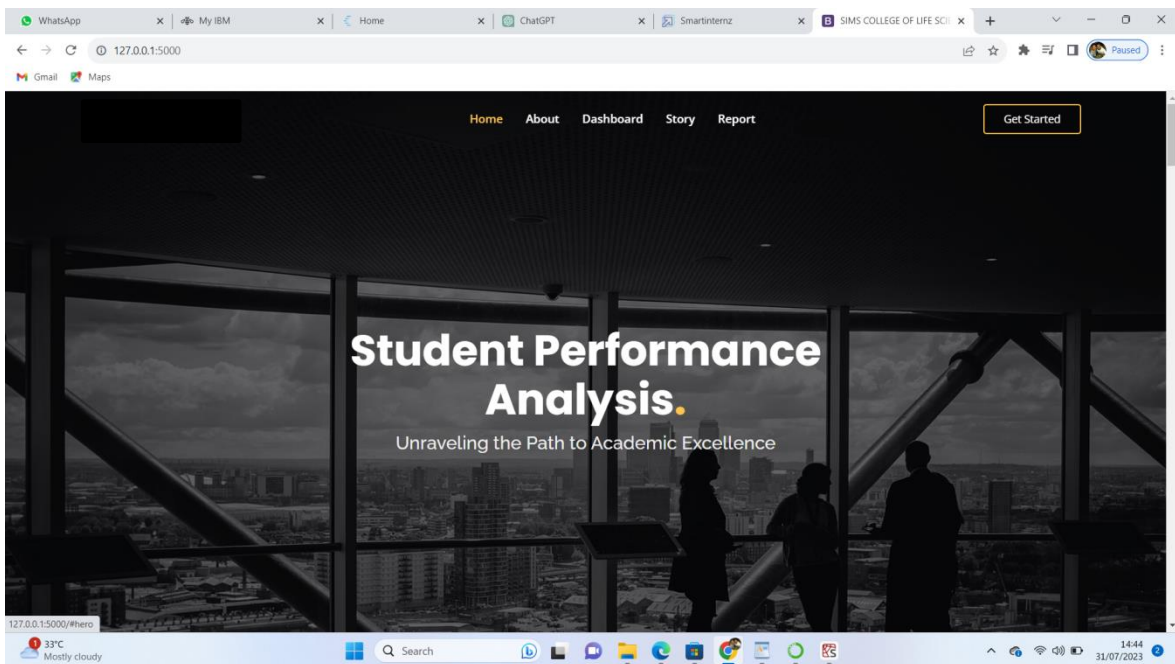 WhatsApp
My IBM
Home
ChatGPT
Smartinternz
SIMS COLLEGE OF LIFE SCI
127.0.0.1:5000
Paused
Gmail
Maps
Home About Dashboard Story Report
Get Started
Student Performance
Analysis.
Unraveling the Path to Academic Excellence
127.0.0.1:5000/#hero
1
33°C
Mostly cloudy
Search
14:44
31/07/2023
2